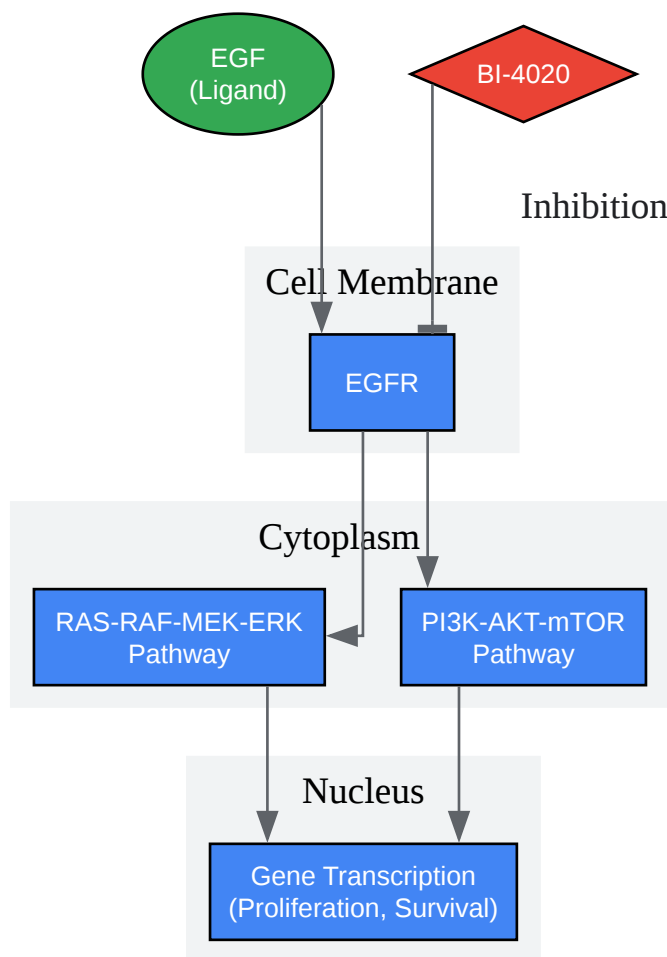 EGF
(Ligand)
BI-4020
Inhibition
Cell Membrane
EGFR
Cytoplasm
RAS-RAF-MEK-ERK
Pathway
PI3K-AKT-mTOR
Pathway
Nucleus
Gene Transcription
(Proliferation, Survival)